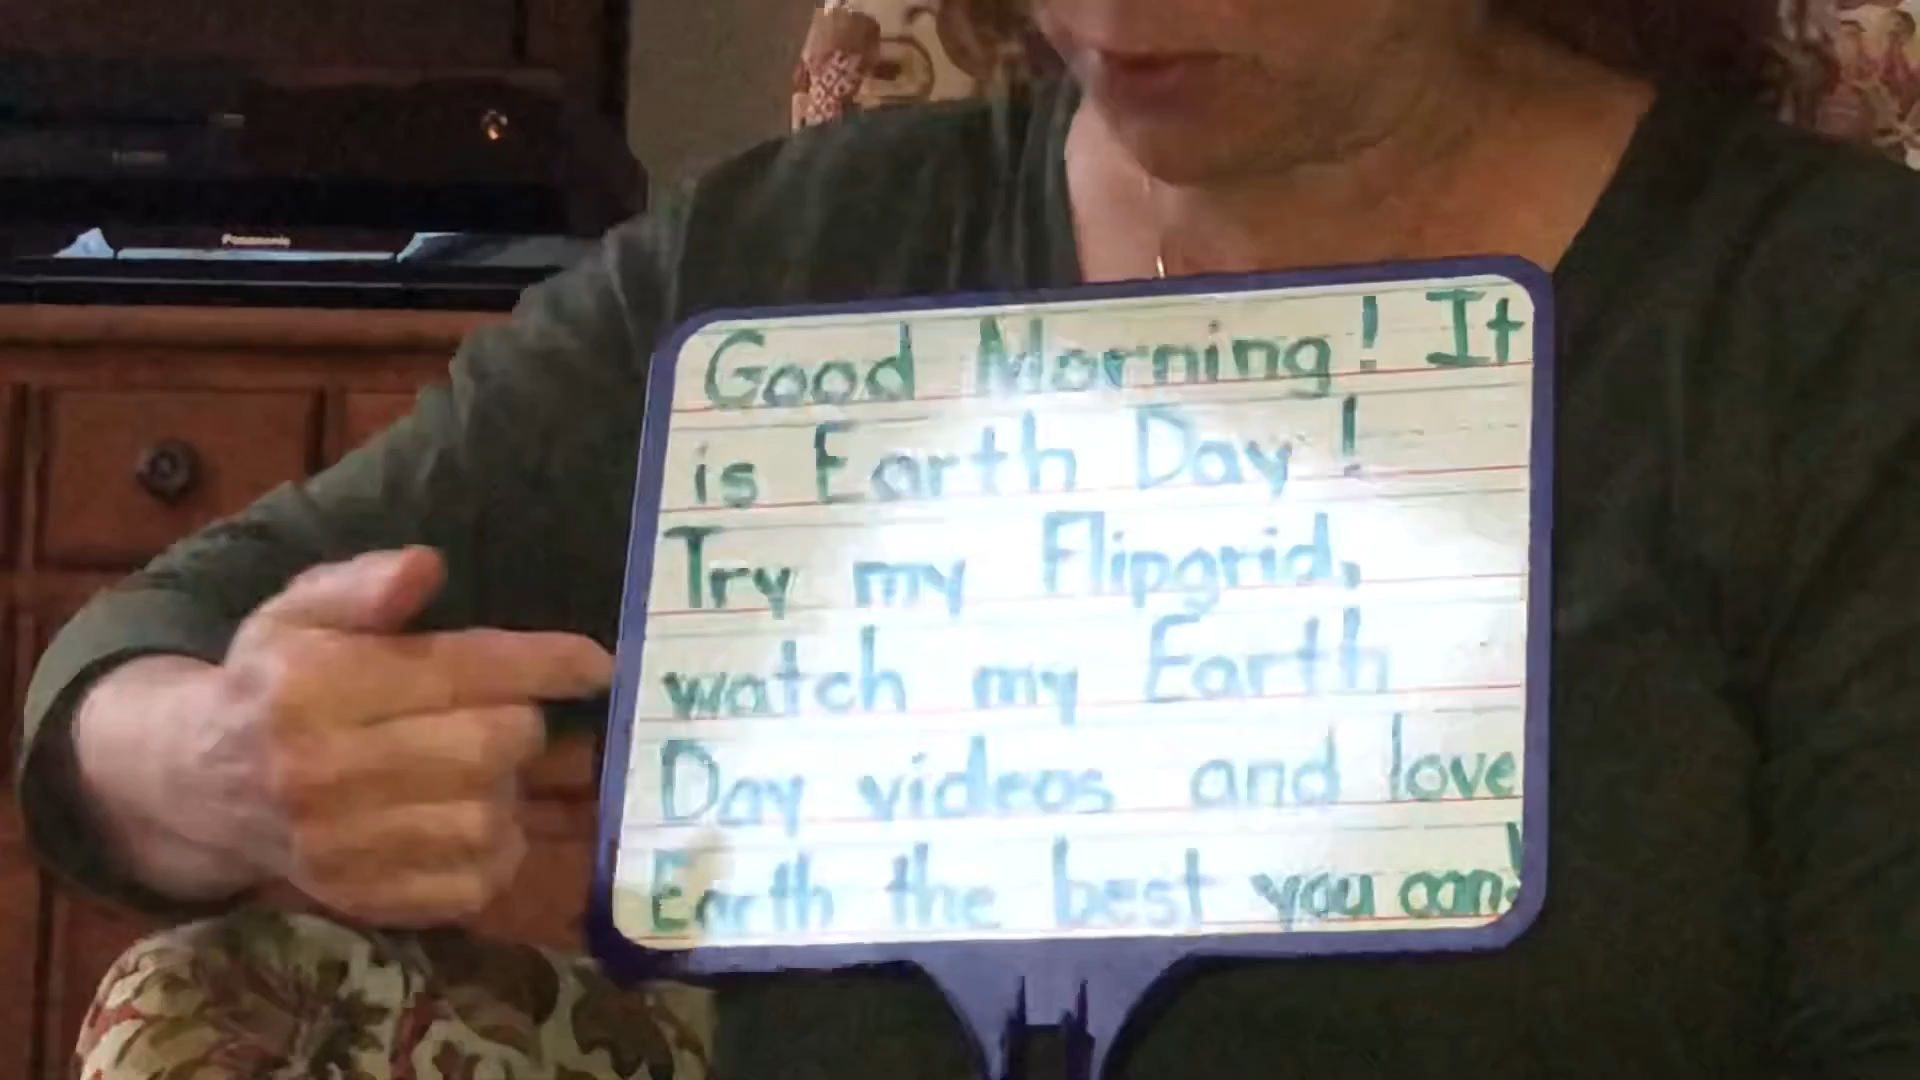 Panasonic
Good Morning! It
is Earth Day!
Try my Flipgrid,
watch my Earth
Day videos and love
Earth the best you can!